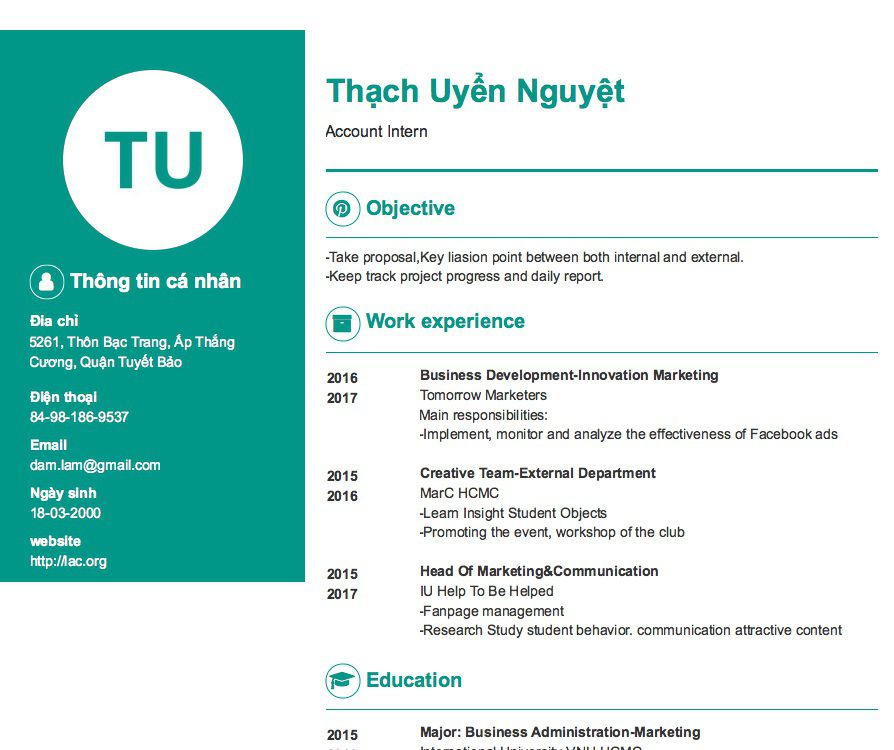 TU
Thông tin cá nhân
Đia chỉ
5261, Thôn Bạc Trang, Ấp Thắng
Cương, Quận Tuyết Bảo
Điện thoại
84-98-186-9537
Email
dam.lam@gmail.com
Ngày sinh
18-03-2000
website
http://lac.org
Thạch Uyển Nguyệt
Account Intern
Objective
-Take proposal,Key liasion point between both internal and external.
-Keep track project progress and daily report.
Work experience
2016
2017
Business Development-Innovation Marketing
Tomorrow Marketers
Main responsibilities:
-Implement, monitor and analyze the effectiveness of Facebook ads
2015
2016
Creative Team-External Department
MarC HCMC
-Learn Insight Student Objects
-Promoting the event, workshop of the club
2015
2017
Head Of Marketing&Communication
IU Help To Be Helped
-Fanpage management
-Research Study student behavior. communication attractive content
Education
2015
Major: Business Administration-Marketing
International University-VNU HCMC